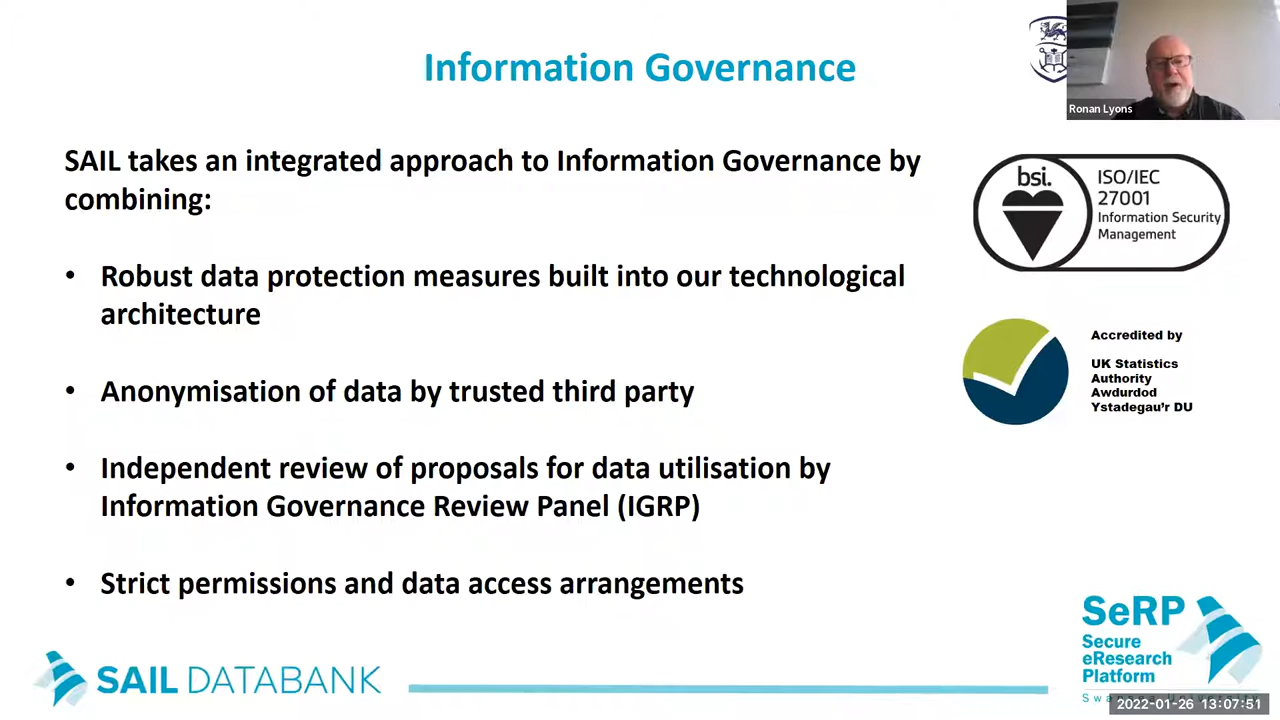 Information Governance
Ronan Lyons
SAIL takes an integrated approach to Information Governance by
combining:
• Robust data protection measures built into our technological
architecture
• Anonymisation of data by trusted third party
• Independent review of proposals for data utilisation by
Information Governance Review Panel (IGRP)
• Strict permissions and data access arrangements
bsi.
ISO/IEC
27001
Information Security
Management
Accredited by
UK Statistics
Authority
Awdurdod
Ystadegau'r DU
SAIL DATABANK
SeRP
Secure
eResearch
Platform
2022-01-26 13:07:51